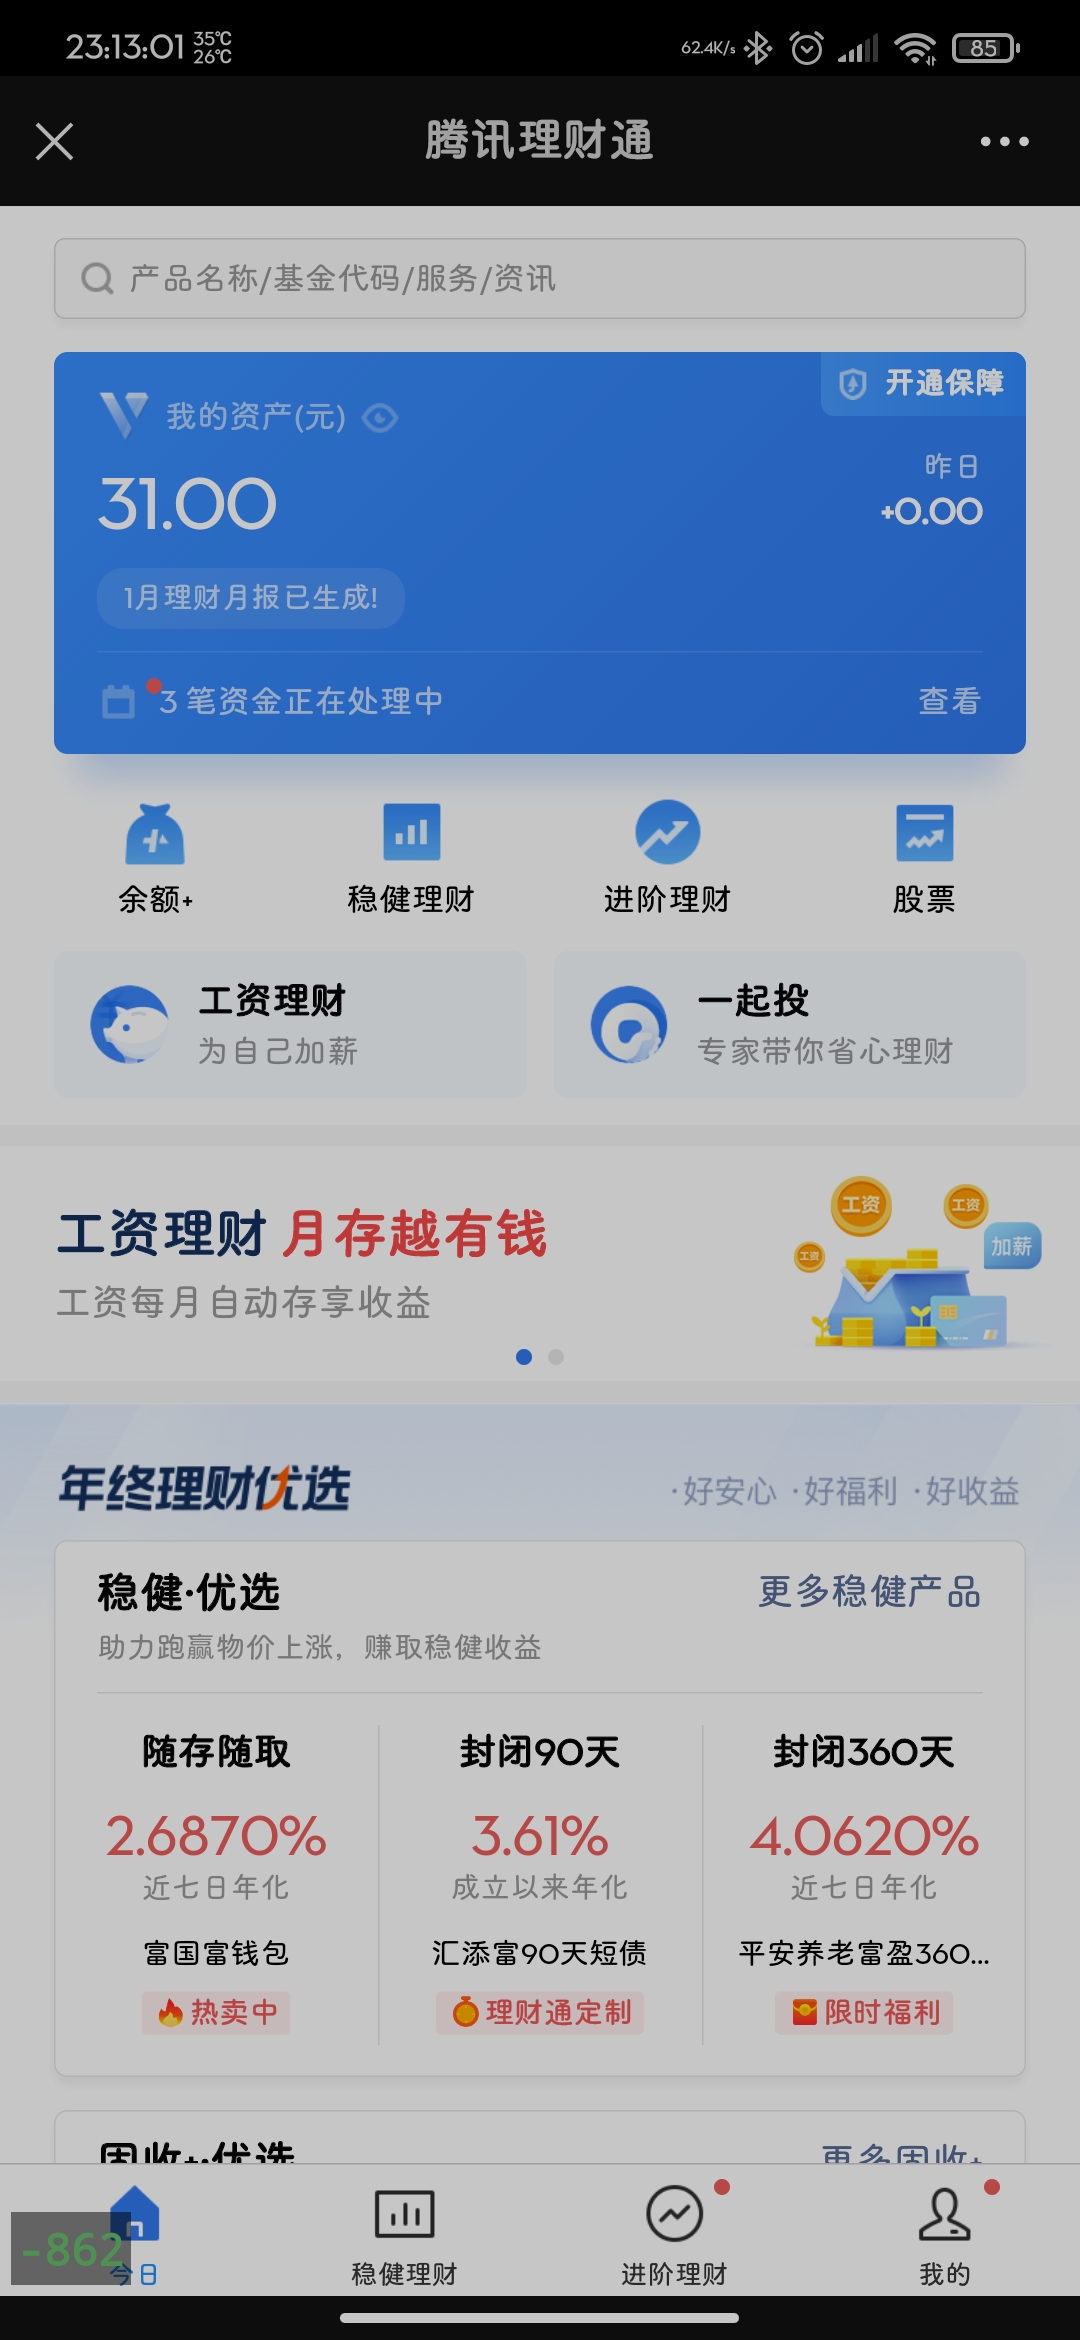 23:13:01 35℃ 26℃ 62.4K/s 85
腾讯理财通
产品名称/基金代码/服务/资讯
开通保障
我的资产(元)
昨日
31.00
+0.00
1月理财月报已生成!
3 笔资金正在处理中 查看
余额+ 稳健理财 进阶理财 股票
工资理财 一起投
为自己加薪 专家带你省心理财
工资理财 月存越有钱
工资每月自动存享收益
工资 工资 工资 加薪
年终理财优选 ·好安心 ·好福利 ·好收益
稳健·优选 更多稳健产品
助力跑赢物价上涨，赚取稳健收益
随存随取 封闭90天 封闭360天
2.6870% 3.61% 4.0620%
近七日年化 成立以来年化 近七日年化
富国富钱包 汇添富90天短债 平安养老富盈360...
热卖中 理财通定制 限时福利
固收+·优选 更多固收+
-862
今日 稳健理财 进阶理财 我的